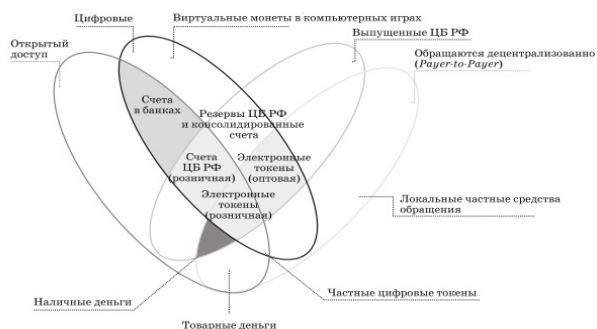 Цифровые
Виртуальные монеты в компьютерных играх
Выпущенные ЦБ РФ
Открытый
доступ
Обращаются децентрализованно
(Payer-to-Payer)
Счета
в банках
Резервы ЦБ РФ
и консолидированные
счета
Счета
ЦБ РФ
(розничная)
Электронные
токены
(оптовая)
Электронные
токены
(розничная)
Локальные частные средства
обращения
Наличные деньги
Частные цифровые токены
Товарные деньги